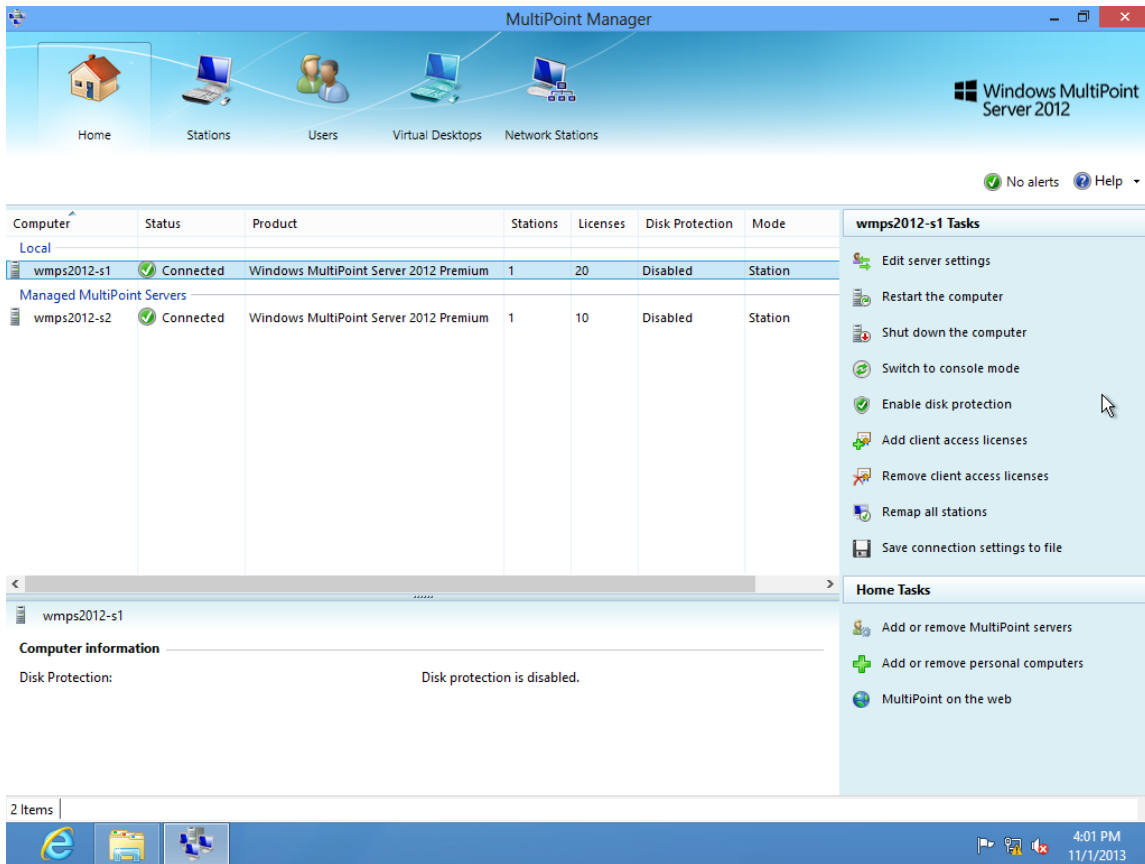 MultiPoint Manager
Home Stations Users Virtual Desktops Network Stations
Windows MultiPoint
Server 2012
No alerts Help
Computer Status Product Stations Licenses Disk Protection Mode
Local
wmps2012-s1 Connected Windows MultiPoint Server 2012 Premium 1 20 Disabled Station
Managed MultiPoint Servers
wmps2012-s2 Connected Windows MultiPoint Server 2012 Premium 1 10 Disabled Station
wmps2012-s1 Tasks
Edit server settings
Restart the computer
Shut down the computer
Switch to console mode
Enable disk protection
Add client access licenses
Remove client access licenses
Remap all stations
Save connection settings to file
Home Tasks
Add or remove MultiPoint servers
Add or remove personal computers
MultiPoint on the web
wmps2012-s1
Computer information
Disk Protection: Disk protection is disabled.
2 Items
4:01 PM
11/1/2013